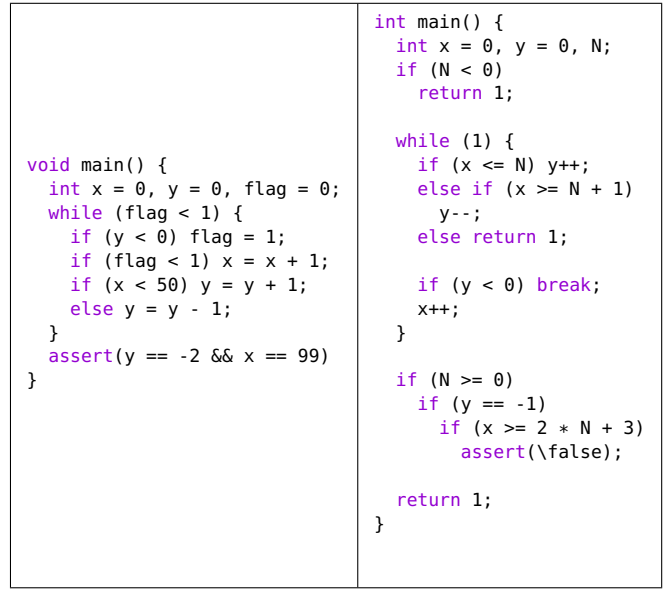 void main() {
  int x = 0, y = 0, flag = 0;
  while (flag < 1) {
    if (y < 0) flag = 1;
    if (flag < 1) x = x + 1;
    if (x < 50) y = y + 1;
    else y = y - 1;
  }
  assert(y == -2 && x == 99)
}
int main() {
  int x = 0, y = 0, N;
  if (N < 0)
    return 1;

  while (1) {
    if (x <= N) y++;
    else if (x >= N + 1)
      y--;
    else return 1;

    if (y < 0) break;
    x++;
  }

  if (N >= 0)
    if (y == -1)
      if (x >= 2 * N + 3)
        assert(\false);

  return 1;
}